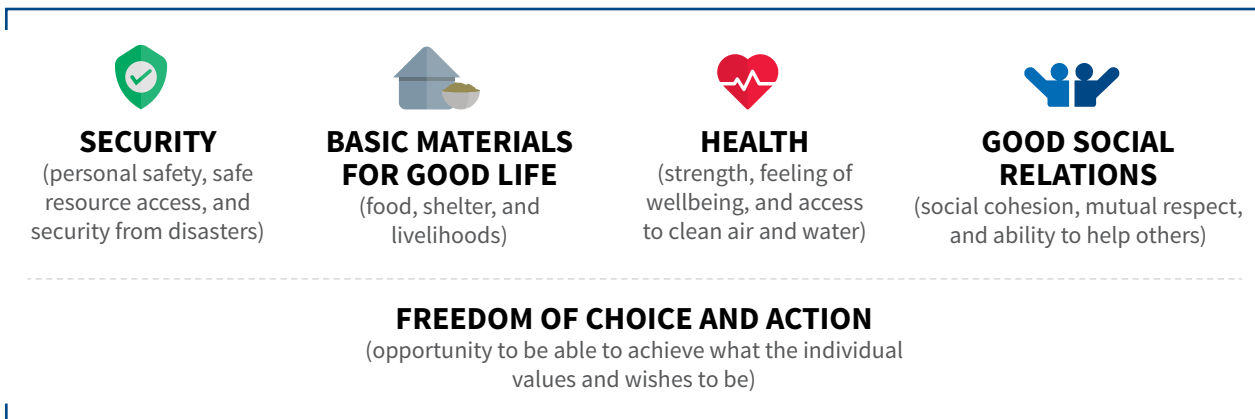 SECURITY
(personal safety, safe
resource access, and
security from disasters)
BASIC MATERIALS
FOR GOOD LIFE
(food, shelter, and
livelihoods)
HEALTH
(strength, feeling of
wellbeing, and access
to clean air and water)
GOOD SOCIAL
RELATIONS
(social cohesion, mutual respect,
and ability to help others)
FREEDOM OF CHOICE AND ACTION
(opportunity to be able to achieve what the individual
values and wishes to be)